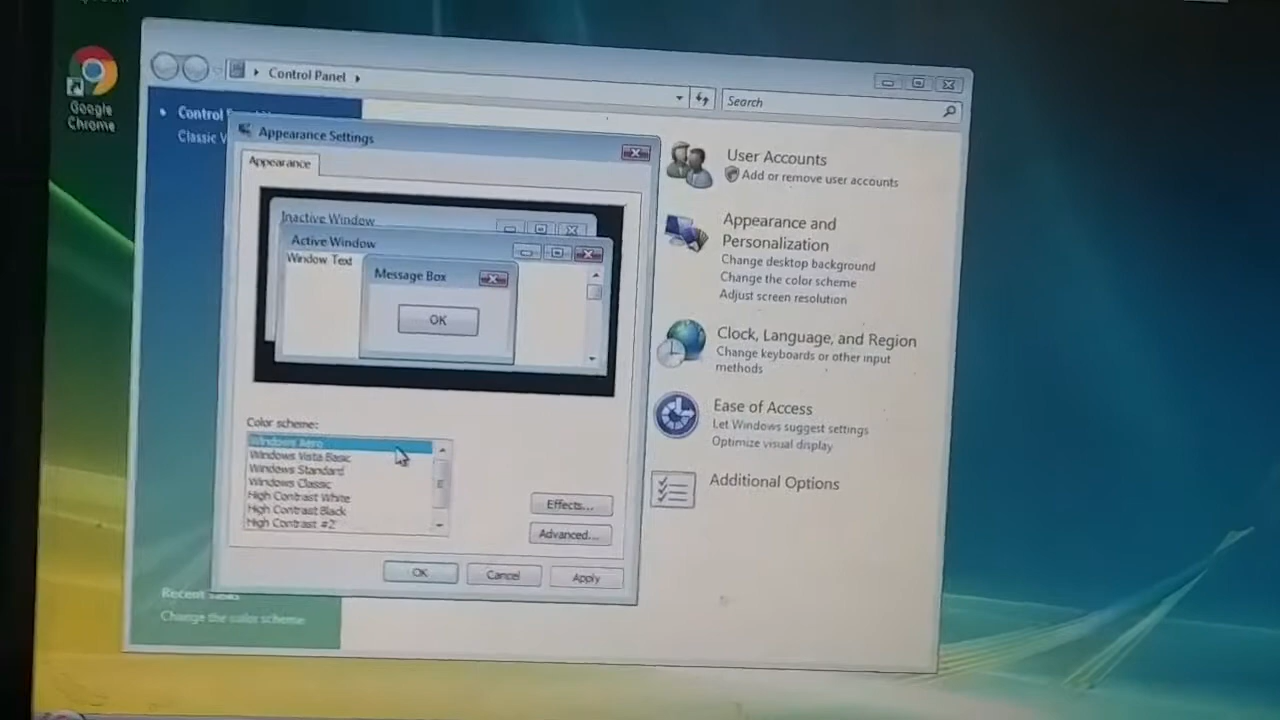 Google
Chrome
Control Panel
Search
Control
Classic V
Appearance Settings
Appearance
Inactive Window
Active Window
Window Text
Message Box
OK
Color scheme:
Windows Aero
Windows Vista Basic
Windows Standard
Windows Classic
High Contrast White
High Contrast Black
High Contrast #2
Effects...
Advanced...
OK
Cancel
Apply
Recent
Change the color scheme
User Accounts
Add or remove user accounts
Appearance and
Personalization
Change desktop background
Change the color scheme
Adjust screen resolution
Clock, Language, and Region
Change keyboards or other input
methods
Ease of Access
Let Windows suggest settings
Optimize visual display
Additional Options